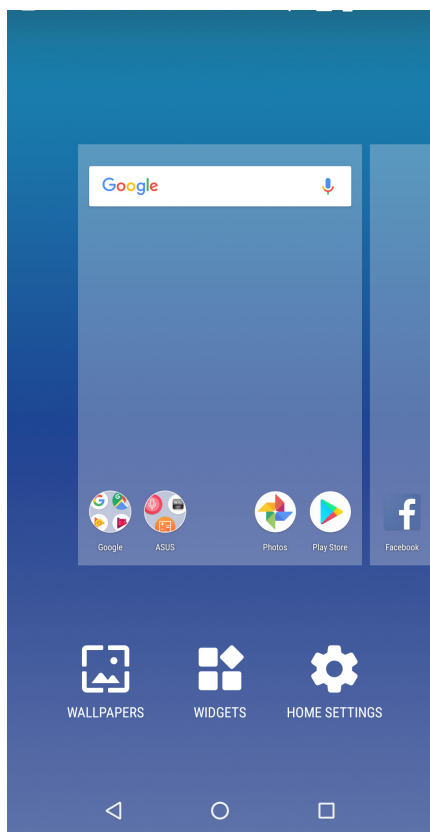 Google
Google
ASUS
Photos
Play Store
Facebook
WALLPAPERS
WIDGETS
HOME SETTINGS